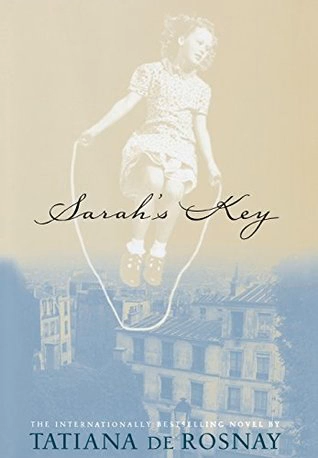 Sarah's Key
THE INTERNATIONALLY BESTSELLING NOVEL BY
TATIANA DE ROSNAY